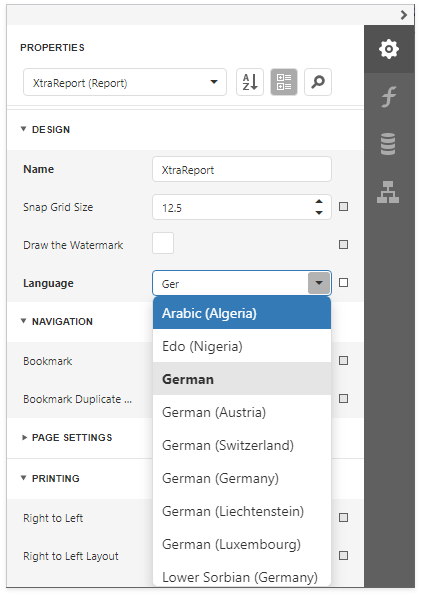 PROPERTIES
XtraReport (Report)
A
Z
DESIGN
Name
XtraReport
Snap Grid Size
12.5
Draw the Watermark
Language
Ger
Arabic (Algeria)
NAVIGATION
Edo (Nigeria)
Bookmark
German
Bookmark Duplicate ...
German (Austria)
PAGE SETTINGS
German (Switzerland)
PRINTING
German (Germany)
Right to Left
German (Liechtenstein)
Right to Left Layout
German (Luxembourg)
Lower Sorbian (Germany)